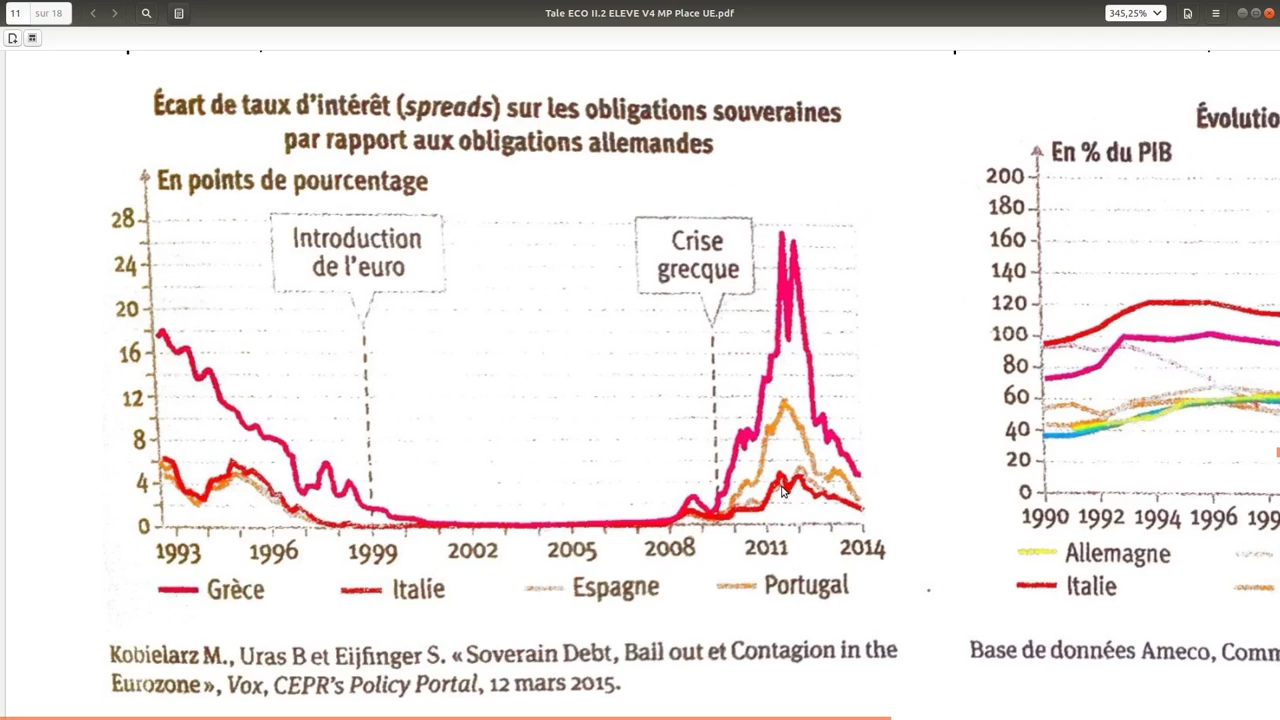 11
sur 18
Tale ECO II.2 ELEVE V4 MP Place UE.pdf
345,25%
Écart de taux d'intérêt (spreads) sur les obligations souveraines
par rapport aux obligations allemandes
En points de pourcentage
28
24
20
16
12
8
4
0
Introduction
de l'euro
Crise
grecque
1993 1996 1999 2002 2005 2008 2011 2014
Grèce Italie Espagne Portugal
Kobielarz M., Uras B et Eijfinger S. « Soverain Debt, Bail out et Contagion in the
Eurozone », Vox, CEPR's Policy Portal, 12 mars 2015.
Évolutio
En % du PIB
200
180
160
140
120
100
80
60
40
20
0
1990 1992 1994 1996 199
Allemagne
Italie
Base de données Ameco, Comm